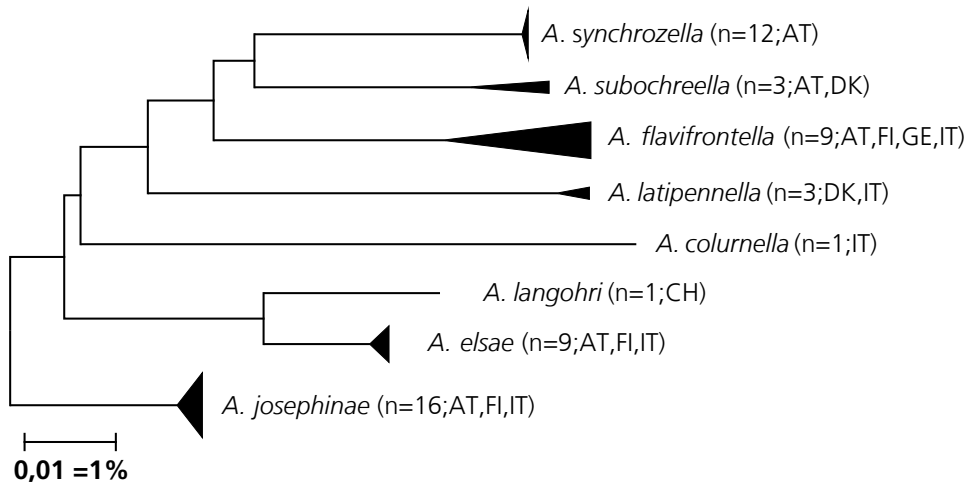 A. synchrozella (n=12;AT)
A. subochreella (n=3;AT,DK)
A. flavifrontella (n=9;AT,FI,GE,IT)
A. latipennella (n=3;DK,IT)
A. colurnella (n=1;IT)
A. langohri (n=1;CH)
A. elsae (n=9;AT,FI,IT)
A. josephinae (n=16;AT,FI,IT)
0,01 =1%